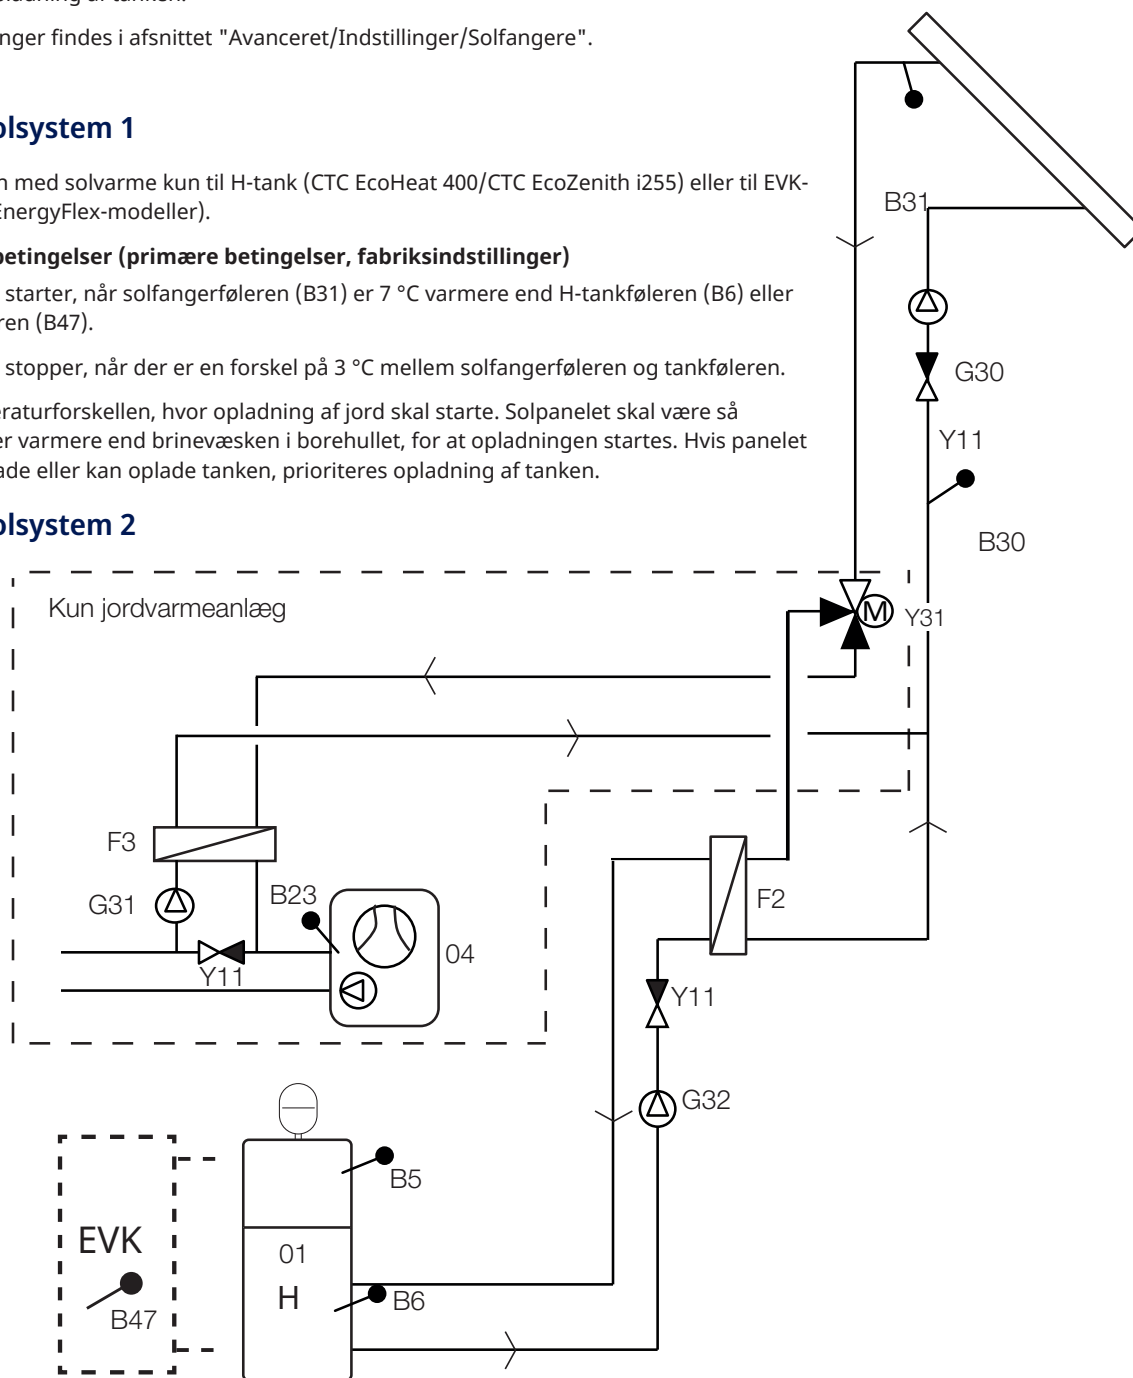 nger findes i afsnittet "Avanceret/Indstillinger/Solfangere".
olsystem 1
med solvarme kun til H-tank (CTC EcoHeat 400/CTC EcoZenith i255) eller til EVK-
EnergyFlex-modeller).
betingelser (primære betingelser, fabriksindstillinger)
starter, når solfangerføleren (B31) er 7 °C varmere end H-tankføleren (B6) eller
ren (B47).
stopper, når der er en forskel på 3 °C mellem solfangerføleren og tankføleren.
eraturforskellen, hvor opladning af jord skal starte. Solpanelet skal være så
er varmere end brinevæsken i borehullet, for at opladningen startes. Hvis panelet
ade eller kan oplade tanken, prioriteres opladning af tanken.
olsystem 2
B31
G30
Y11
B30
Kun jordvarmeanlæg
M
Y31
F3
G31
B23
Y11
04
F2
Y11
G32
B5
EVK
B47
01
H
B6